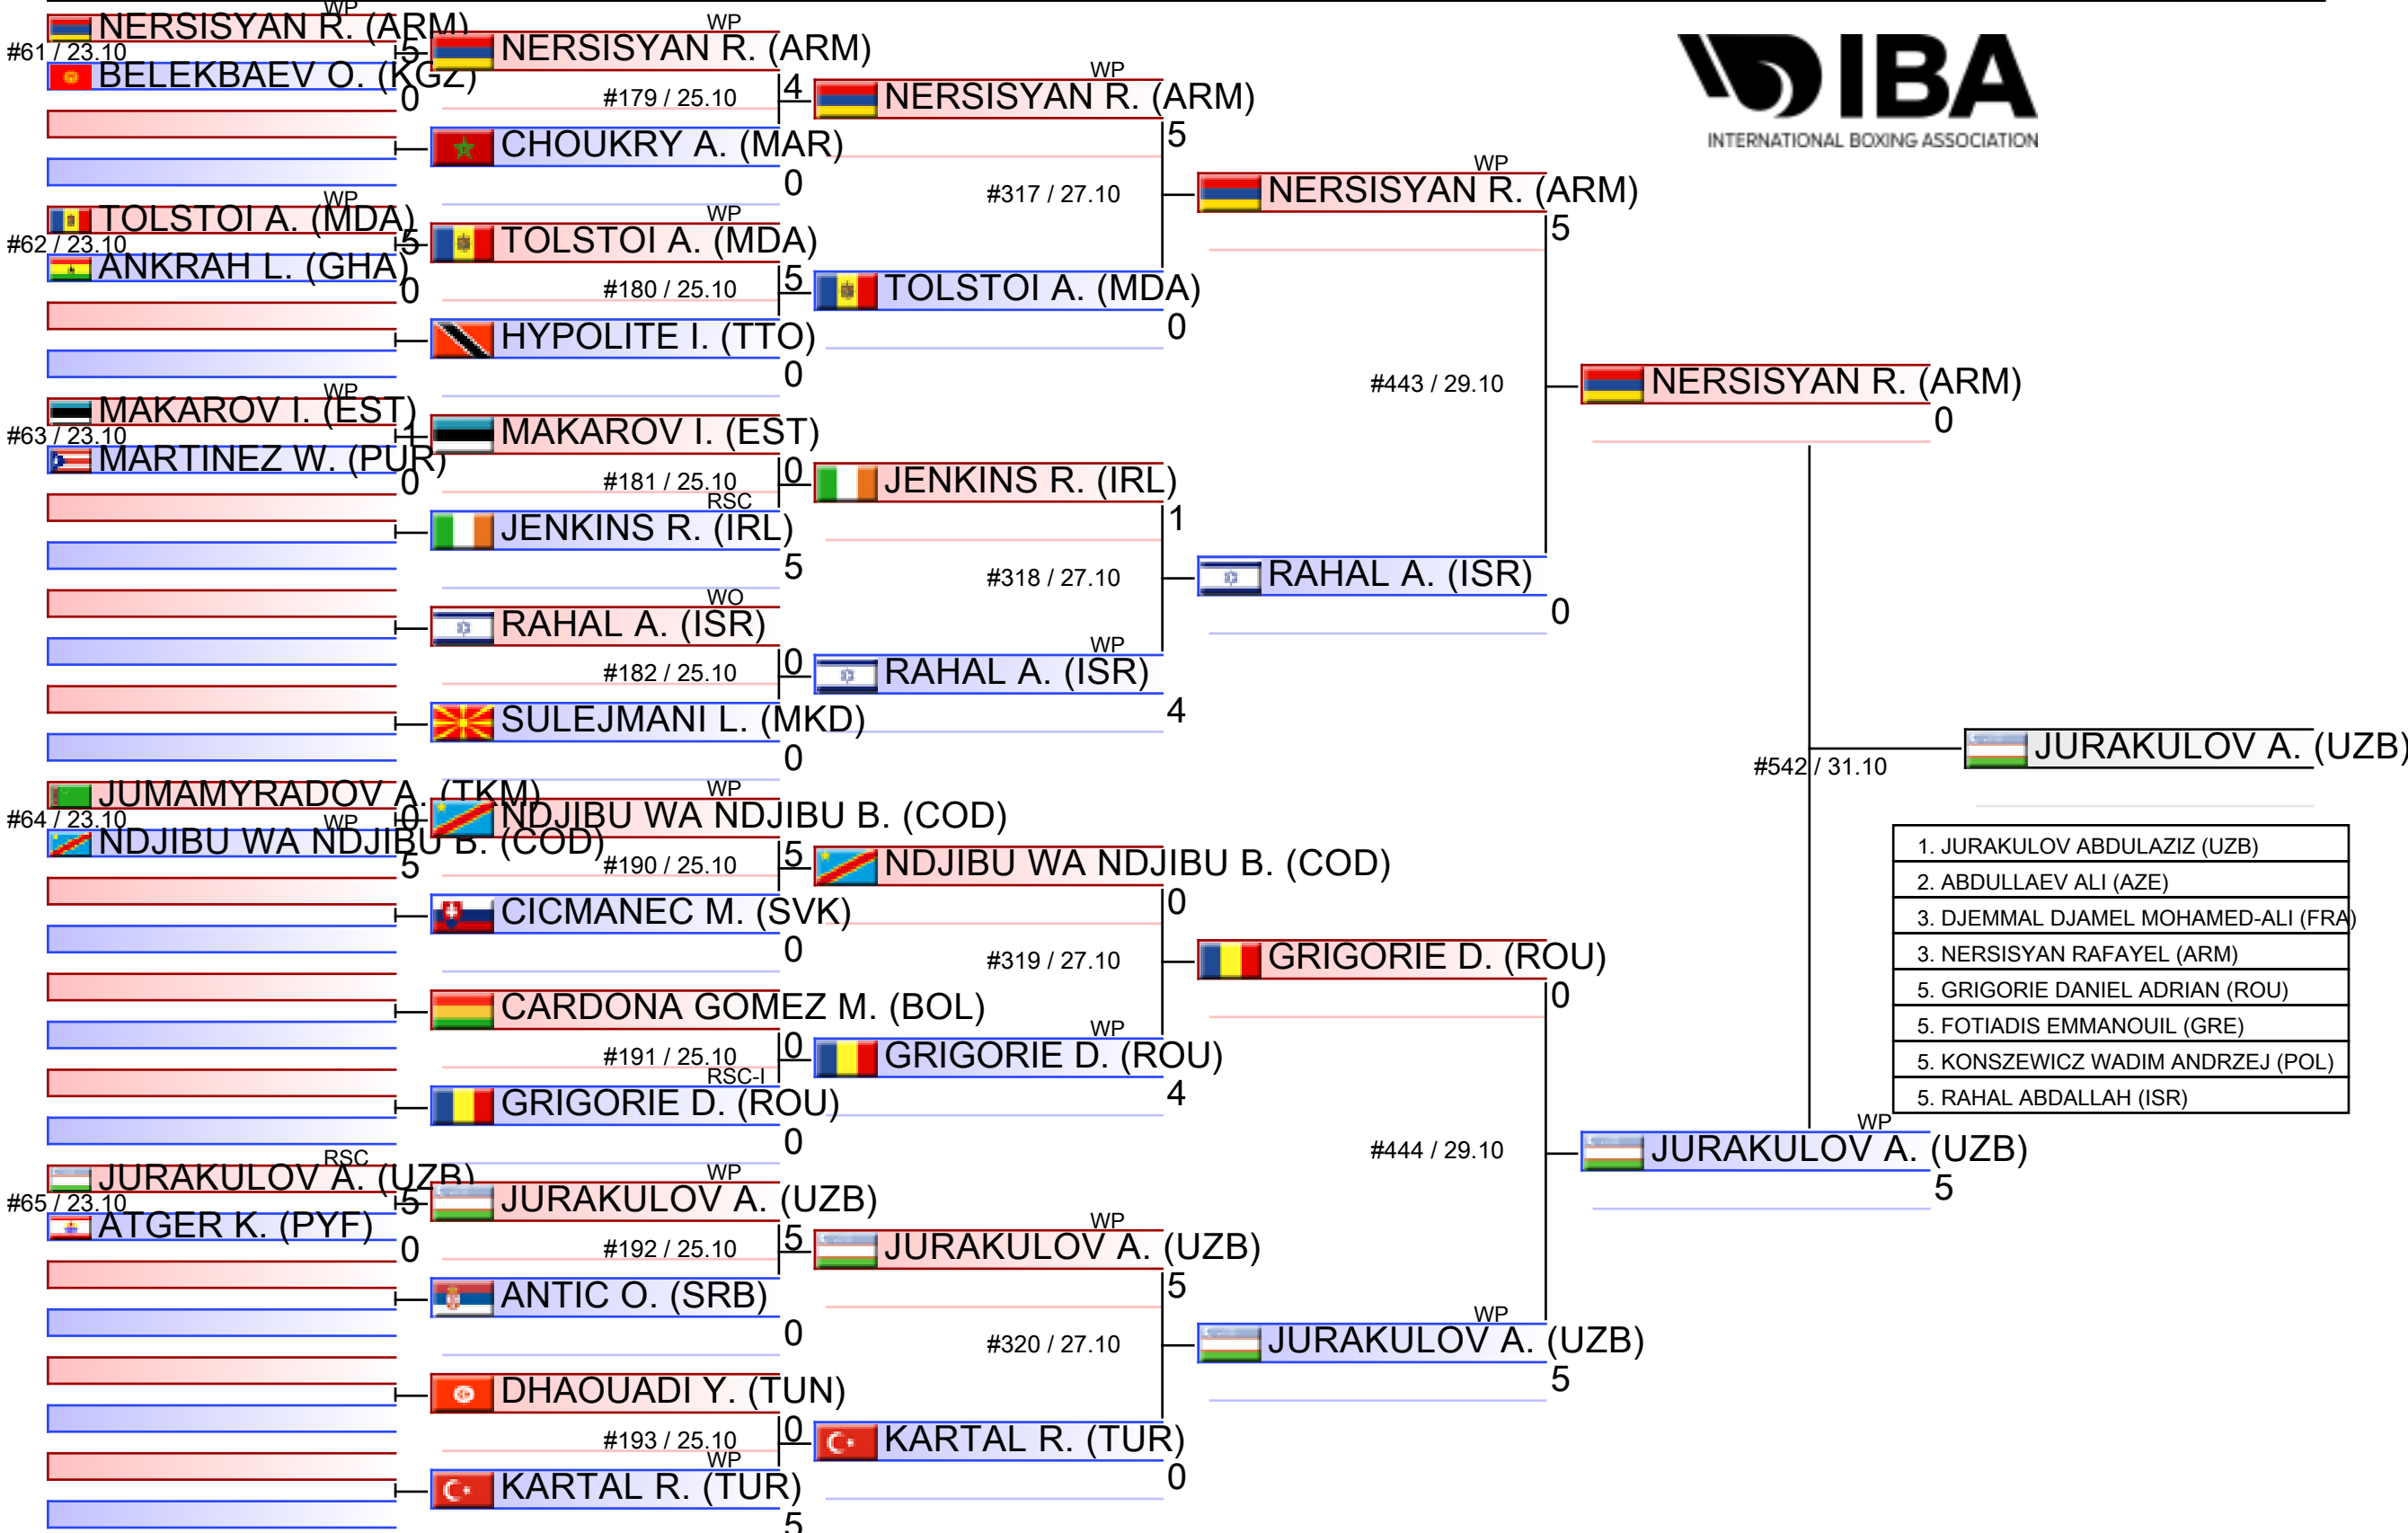 IBA
INTERNATIONAL BOXING ASSOCIATION
WP
NERSISYAN R. (ARM)
5
#61 / 23.10
BELEKBAEV O. (KGZ)
0
WP
TOLSTOI A. (MDA)
5
#62 / 23.10
ANKRAH L. (GHA)
0
WP
MAKAROV I. (EST)
1
#63 / 23.10
MARTINEZ W. (PUR)
0
JUMAMYRADOV A. (TKM)
0
#64 / 23.10
WP
NDJIBU WA NDJIBU B. (COD)
5
RSC
JURAKULOV A. (UZB)
5
#65 / 23.10
ATGER K. (PYF)
0
WP
NERSISYAN R. (ARM)
4
#179 / 25.10
CHOUKRY A. (MAR)
0
WP
TOLSTOI A. (MDA)
5
#180 / 25.10
HYPOLITE I. (TTO)
0
MAKAROV I. (EST)
0
#181 / 25.10
RSC
JENKINS R. (IRL)
5
WO
RAHAL A. (ISR)
0
#182 / 25.10
SULEJMANI L. (MKD)
0
WP
NDJIBU WA NDJIBU B. (COD)
5
#190 / 25.10
CICMANEC M. (SVK)
0
CARDONA GOMEZ M. (BOL)
0
#191 / 25.10
RSC-I
GRIGORIE D. (ROU)
0
WP
JURAKULOV A. (UZB)
5
#192 / 25.10
ANTIC O. (SRB)
0
DHAOUADI Y. (TUN)
0
#193 / 25.10
WP
KARTAL R. (TUR)
5
WP
NERSISYAN R. (ARM)
5
#317 / 27.10
TOLSTOI A. (MDA)
0
JENKINS R. (IRL)
1
#318 / 27.10
WP
RAHAL A. (ISR)
4
NDJIBU WA NDJIBU B. (COD)
0
#319 / 27.10
WP
GRIGORIE D. (ROU)
4
WP
JURAKULOV A. (UZB)
5
#320 / 27.10
KARTAL R. (TUR)
0
WP
NERSISYAN R. (ARM)
5
#443 / 29.10
RAHAL A. (ISR)
0
GRIGORIE D. (ROU)
0
#444 / 29.10
WP
JURAKULOV A. (UZB)
5
NERSISYAN R. (ARM)
0
#542 / 31.10
WP
JURAKULOV A. (UZB)
5
JURAKULOV A. (UZB)
1. JURAKULOV ABDULAZIZ (UZB)
2. ABDULLAEV ALI (AZE)
3. DJEMMAL DJAMEL MOHAMED-ALI (FRA)
3. NERSISYAN RAFAYEL (ARM)
5. GRIGORIE DANIEL ADRIAN (ROU)
5. FOTIADIS EMMANOUIL (GRE)
5. KONSZEWICZ WADIM ANDRZEJ (POL)
5. RAHAL ABDALLAH (ISR)